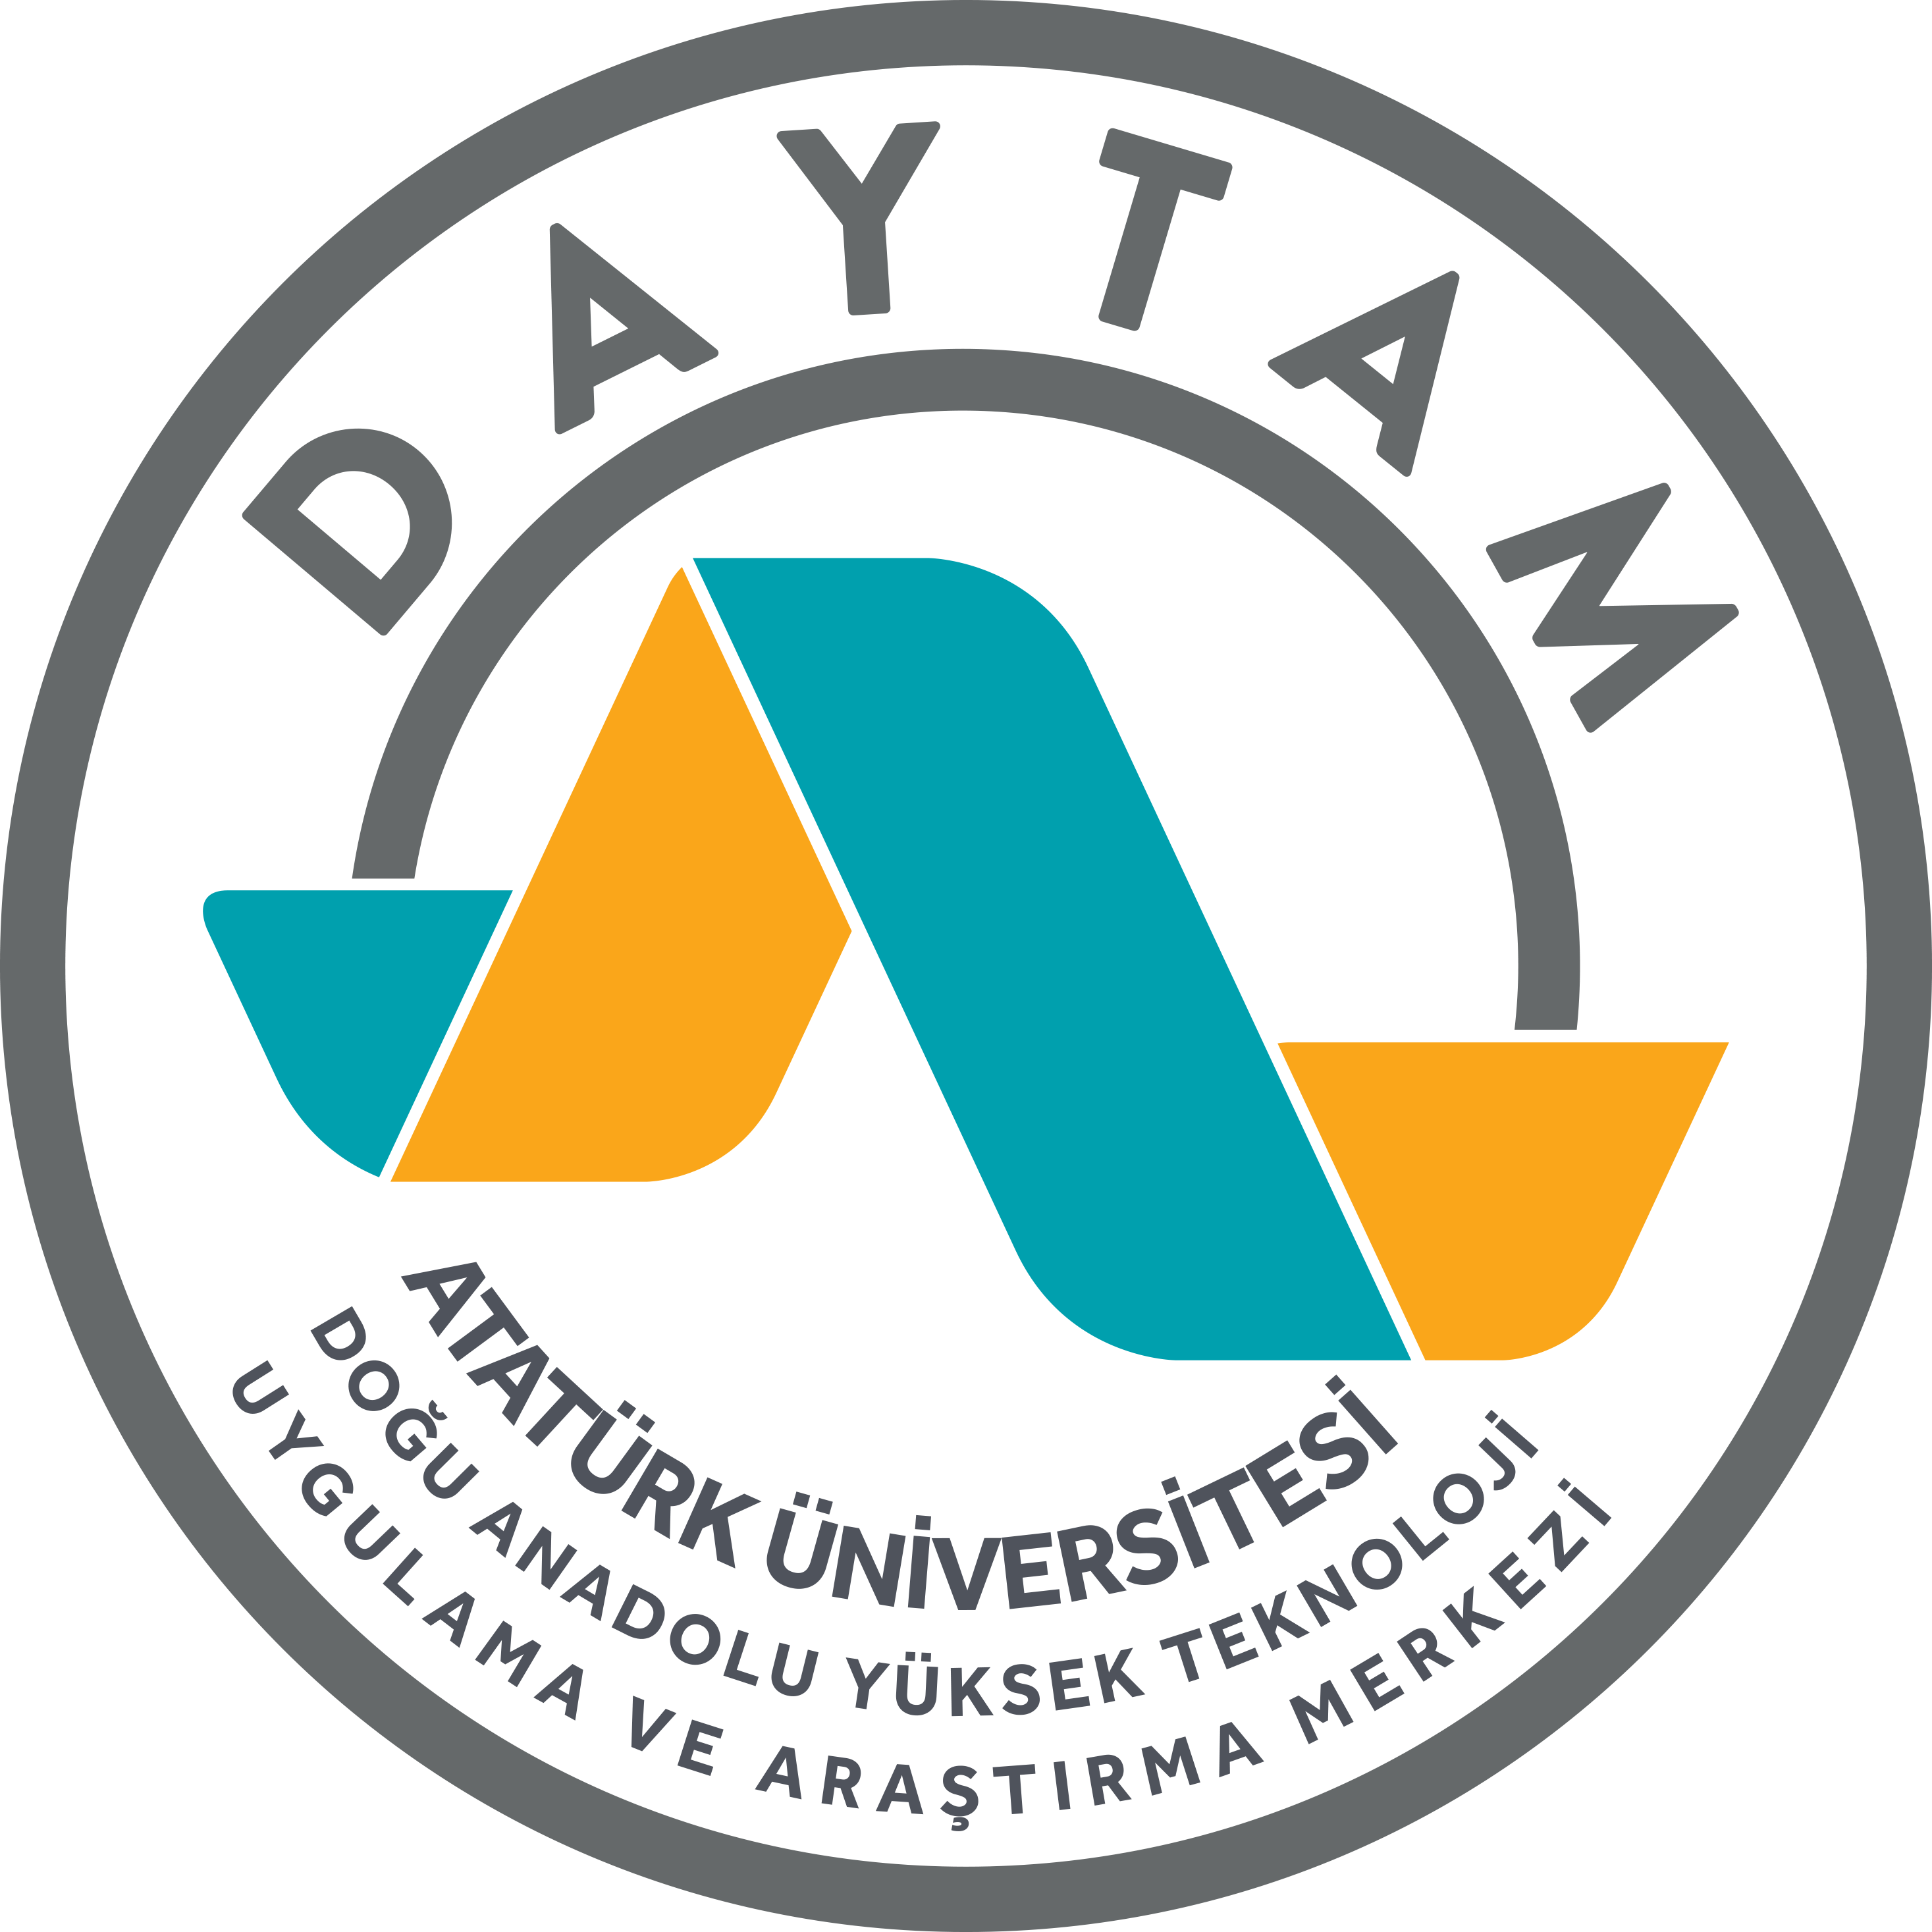 DAYTAM
ATATÜRK ÜNİVERSİTESİ
DOĞU ANADOLU YÜKSEK TEKNOLOJİ
UYGULAMA VE ARAŞTIRMA MERKEZİ